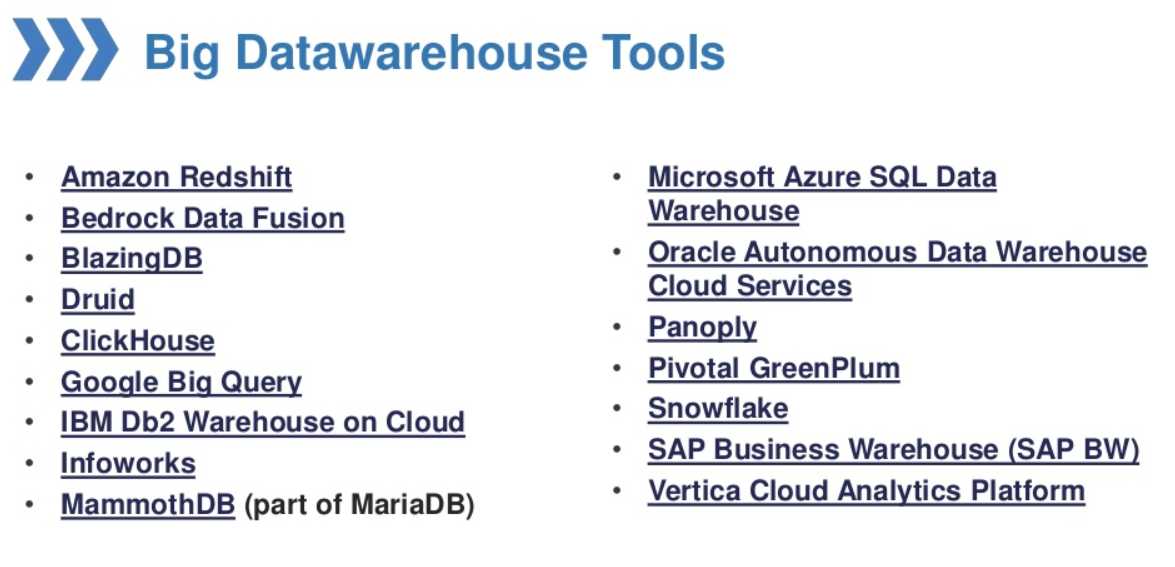 Big Datawarehouse Tools
• Amazon Redshift
• Bedrock Data Fusion
• BlazingDB
• Druid
• ClickHouse
• Google Big Query
• IBM Db2 Warehouse on Cloud
• Infoworks
• MammothDB (part of MariaDB)
• Microsoft Azure SQL Data
Warehouse
• Oracle Autonomous Data Warehouse
Cloud Services
• Panoply
• Pivotal GreenPlum
• Snowflake
• SAP Business Warehouse (SAP BW)
• Vertica Cloud Analytics Platform